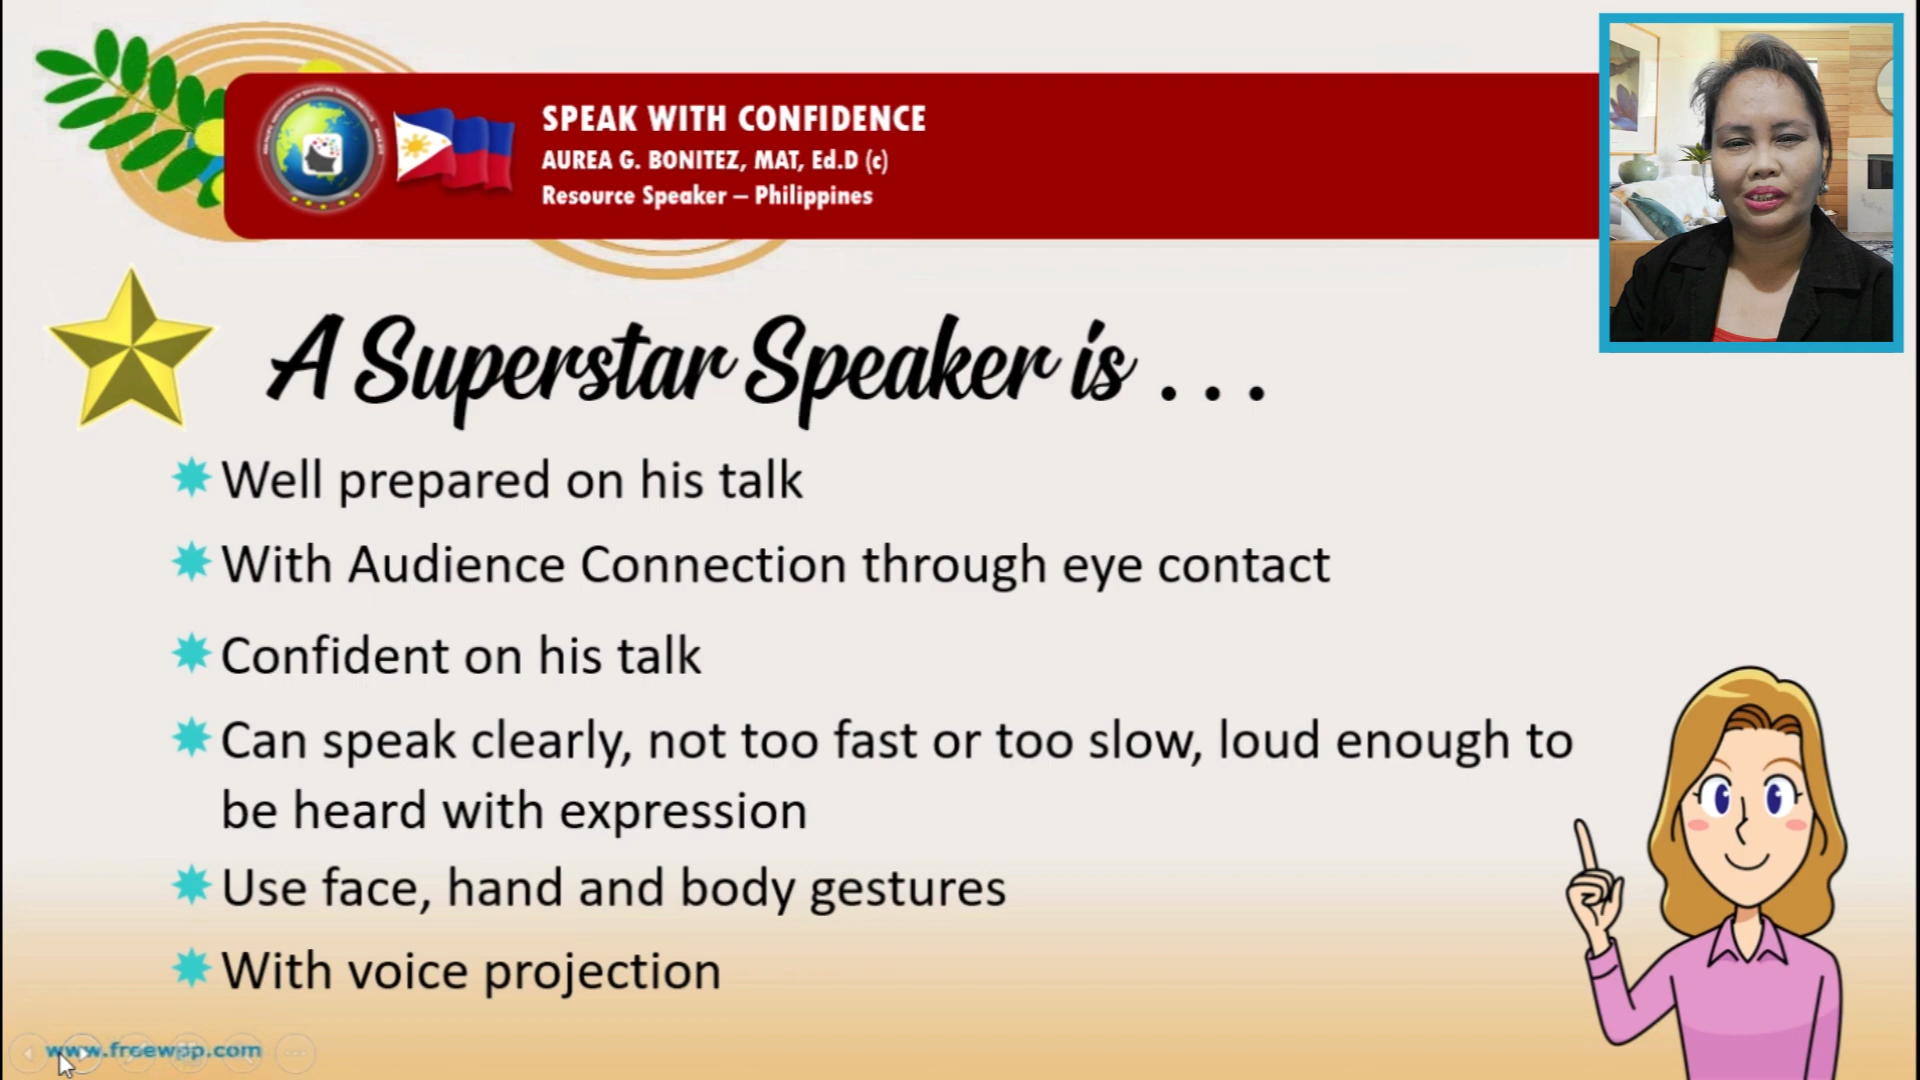 SPEAK WITH CONFIDENCE
AUREA G. BONITEZ, MAT, Ed.D (c)
Resource Speaker – Philippines
A Superstar Speaker is . . .
Well prepared on his talk
With Audience Connection through eye contact
Confident on his talk
Can speak clearly, not too fast or too slow, loud enough to
be heard with expression
Use face, hand and body gestures
With voice projection
www.freewpp.com